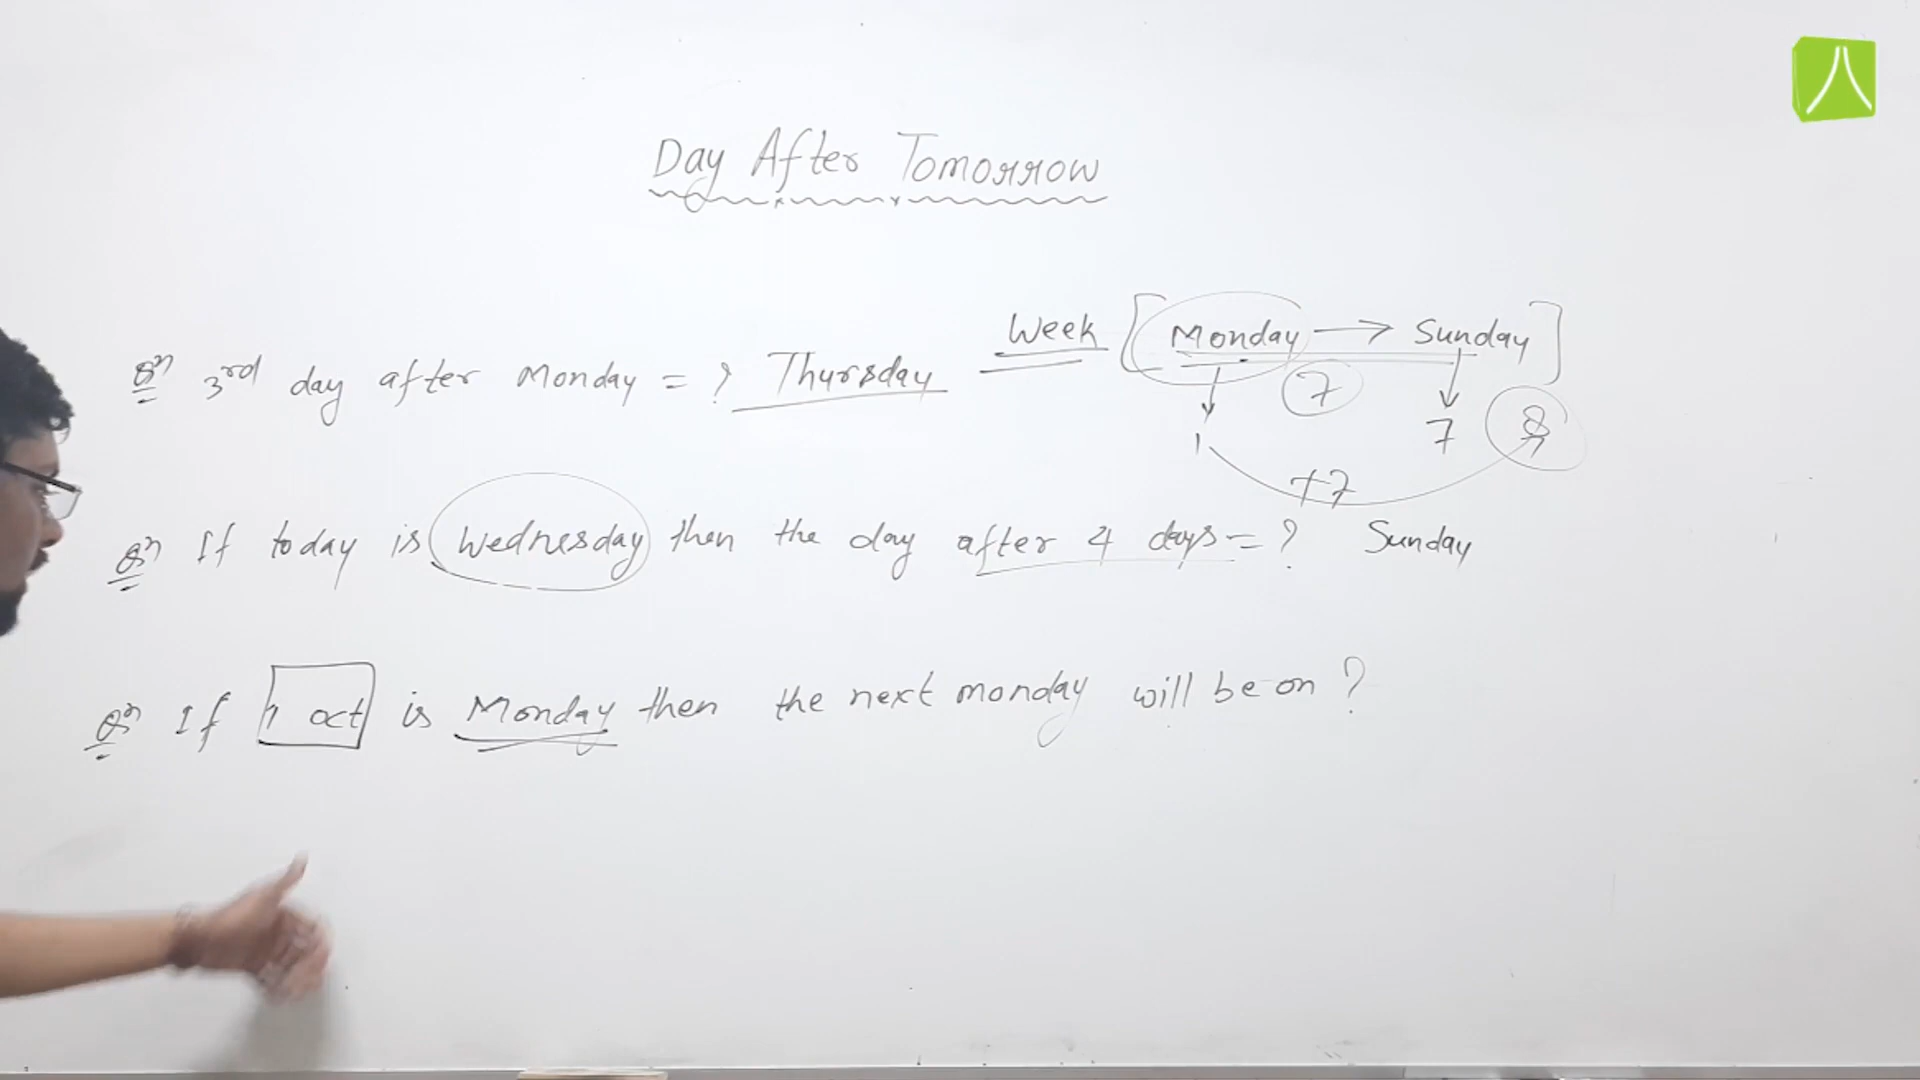 Day After Tomorrow
Qn 3rd day after Monday = ? Thursday
Week [Monday → Sunday]
7
1 7 8
+7
Qn If today is Wednesday then the day after 4 days = ? Sunday
Qn If 1 oct is Monday then the next monday will be on ?